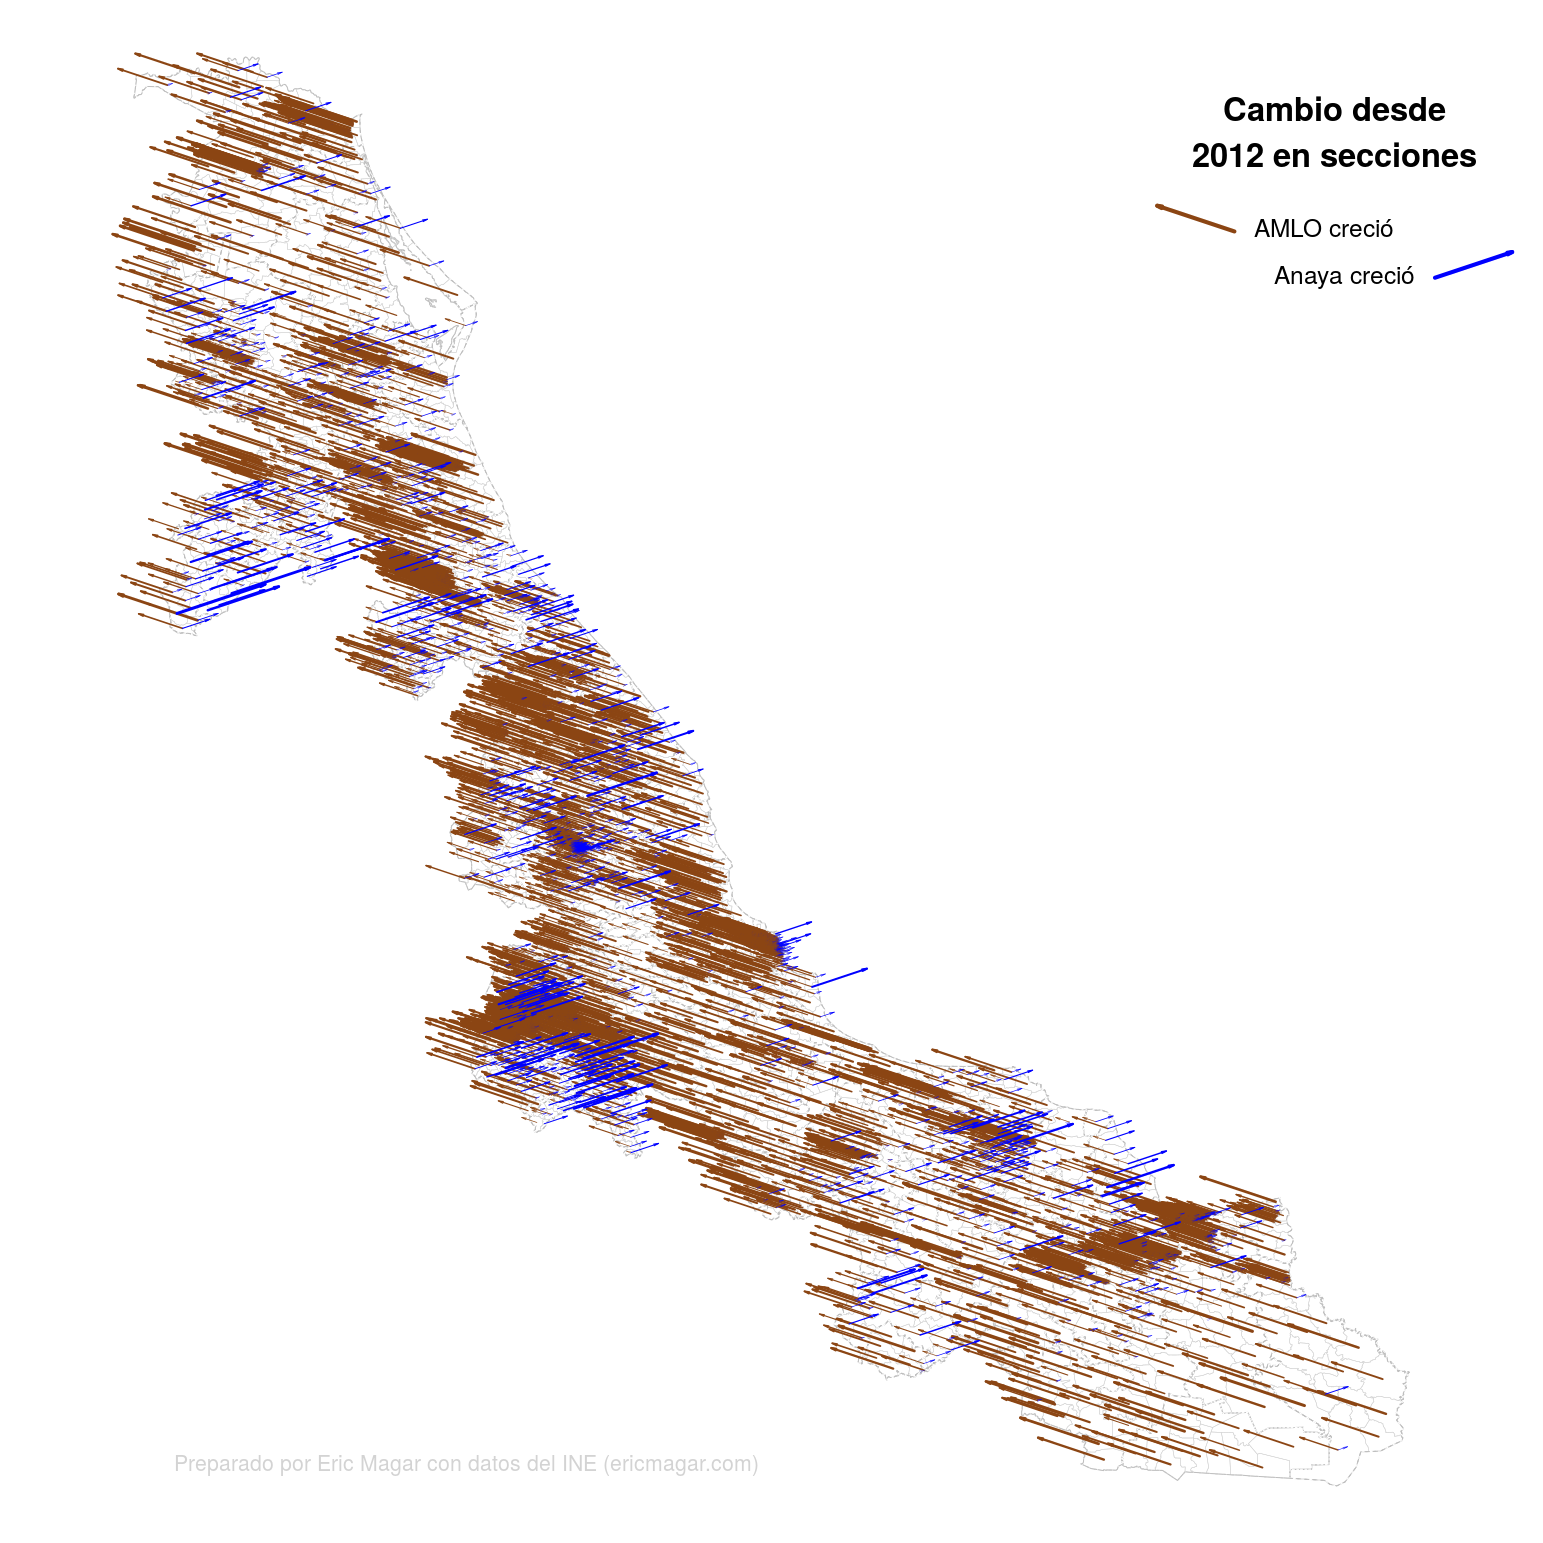 Cambio desde
2012 en secciones
AMLO creció
Anaya creció
Preparado por Eric Magar con datos del INE (ericmagar.com)